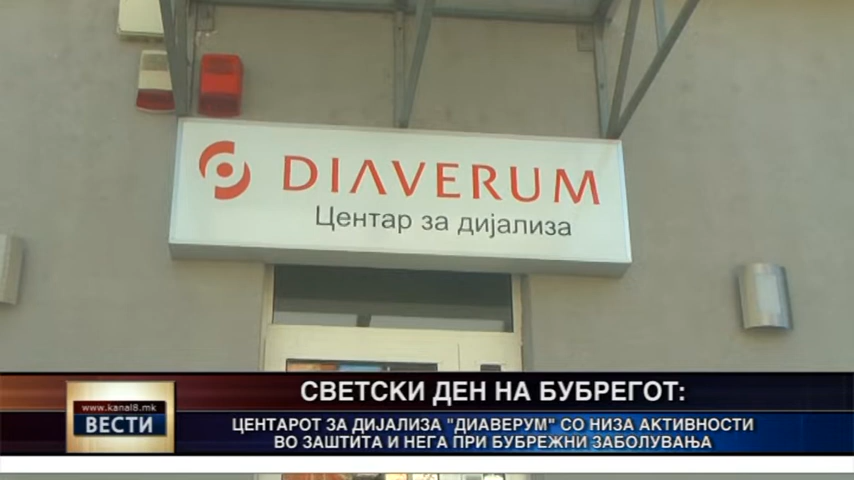 DIAVERUM
Центар за дијализа
СВЕТСКИ ДЕН НА БУБРЕГОТ:
www.kanal8.mk
ВЕСТИ
ЦЕНТАРОТ ЗА ДИЈАЛИЗА "ДИАВЕРУМ" СО НИЗА АКТИВНОСТИ
ВО ЗАШТИТА И НЕГА ПРИ БУБРЕЖНИ ЗАБОЛУВАЊА